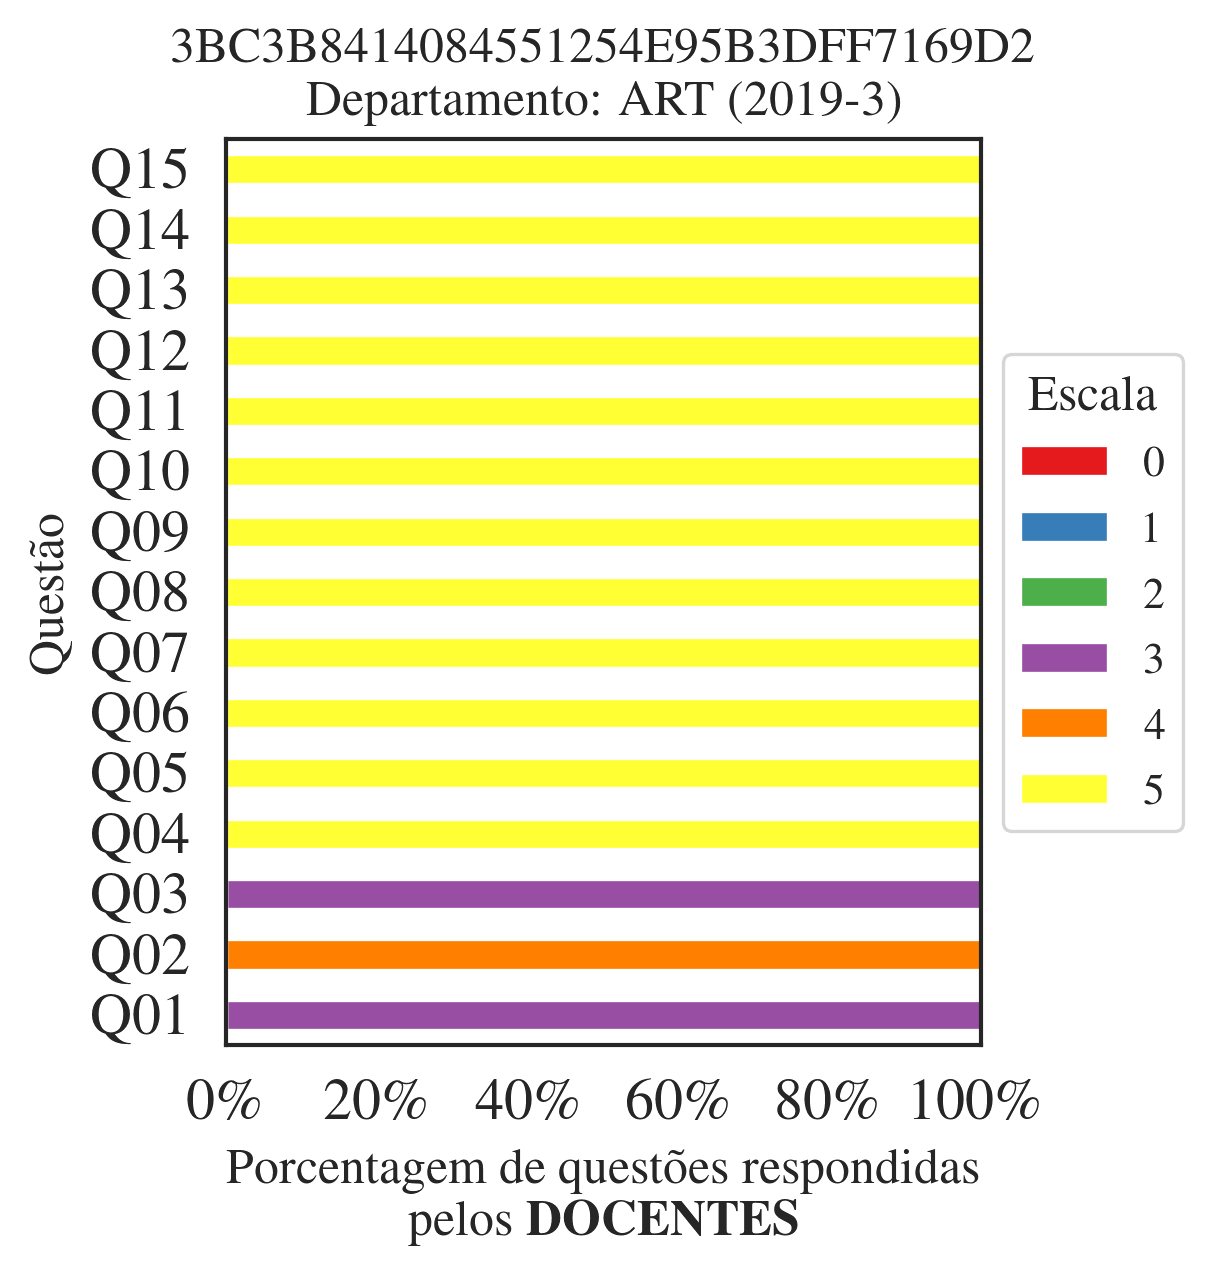 3BC3B8414084551254E95B3DFF7169D2
Departamento: ART (2019-3)
Questão
Q15
Q14
Q13
Q12
Q11
Q10
Q09
Q08
Q07
Q06
Q05
Q04
Q03
Q02
Q01
0% 20% 40% 60% 80% 100%
Porcentagem de questões respondidas
pelos DOCENTES
Escala
0
1
2
3
4
5